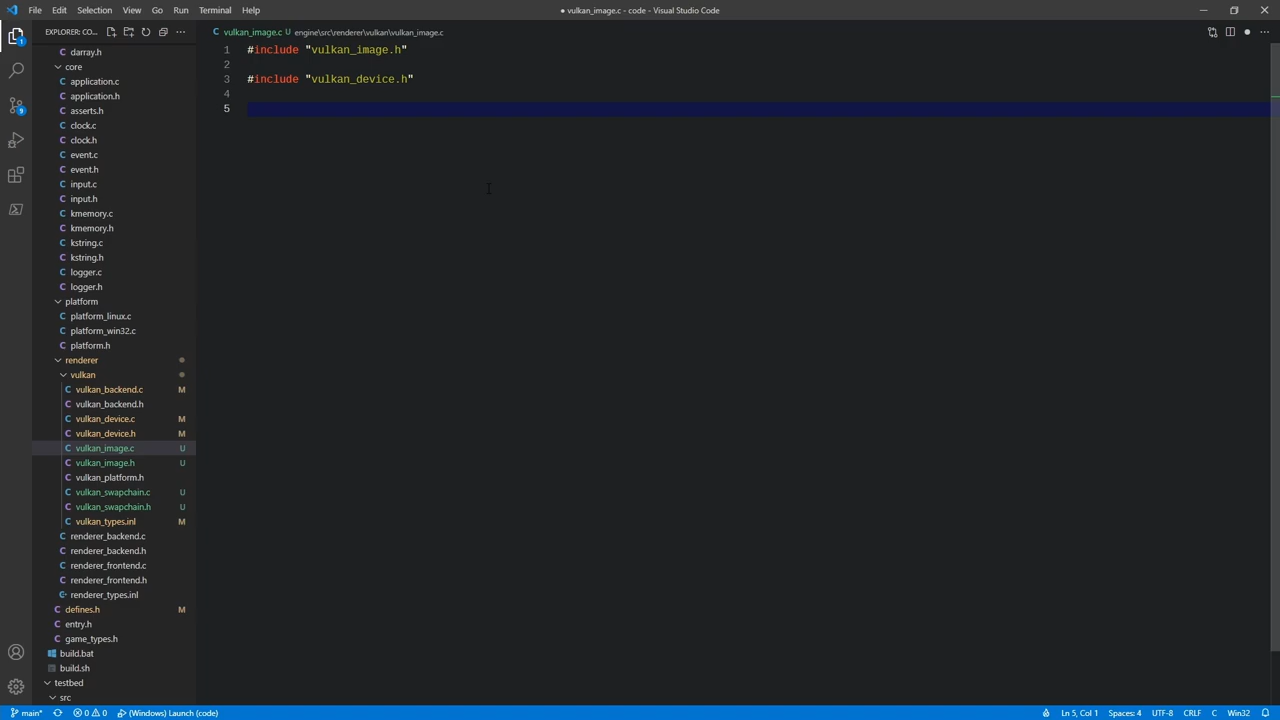 File Edit Selection View Go Run Terminal Help
● vulkan_image.c - code - Visual Studio Code
EXPLORER: CO...
vulkan_image.c U engine\src\renderer\vulkan\vulkan_image.c
1 #include "vulkan_image.h"
2
3 #include "vulkan_device.h"
4
5
1
9
C darray.h
core
C application.c
C application.h
C asserts.h
C clock.c
C clock.h
C event.c
C event.h
C input.c
C input.h
C kmemory.c
C kmemory.h
C kstring.c
C kstring.h
C logger.c
C logger.h
platform
C platform_linux.c
C platform_win32.c
C platform.h
renderer
vulkan
C vulkan_backend.c M
C vulkan_backend.h
C vulkan_device.c M
C vulkan_device.h M
C vulkan_image.c U
C vulkan_image.h U
C vulkan_platform.h
C vulkan_swapchain.c U
C vulkan_swapchain.h U
C vulkan_types.inl M
C renderer_backend.c
C renderer_backend.h
C renderer_frontend.c
C renderer_frontend.h
renderer_types.inl
C defines.h M
C entry.h
C game_types.h
build.bat
build.sh
testbed
src
main* 0 0 (Windows) Launch (code) Ln 5, Col 1 Spaces: 4 UTF-8 CRLF C Win32